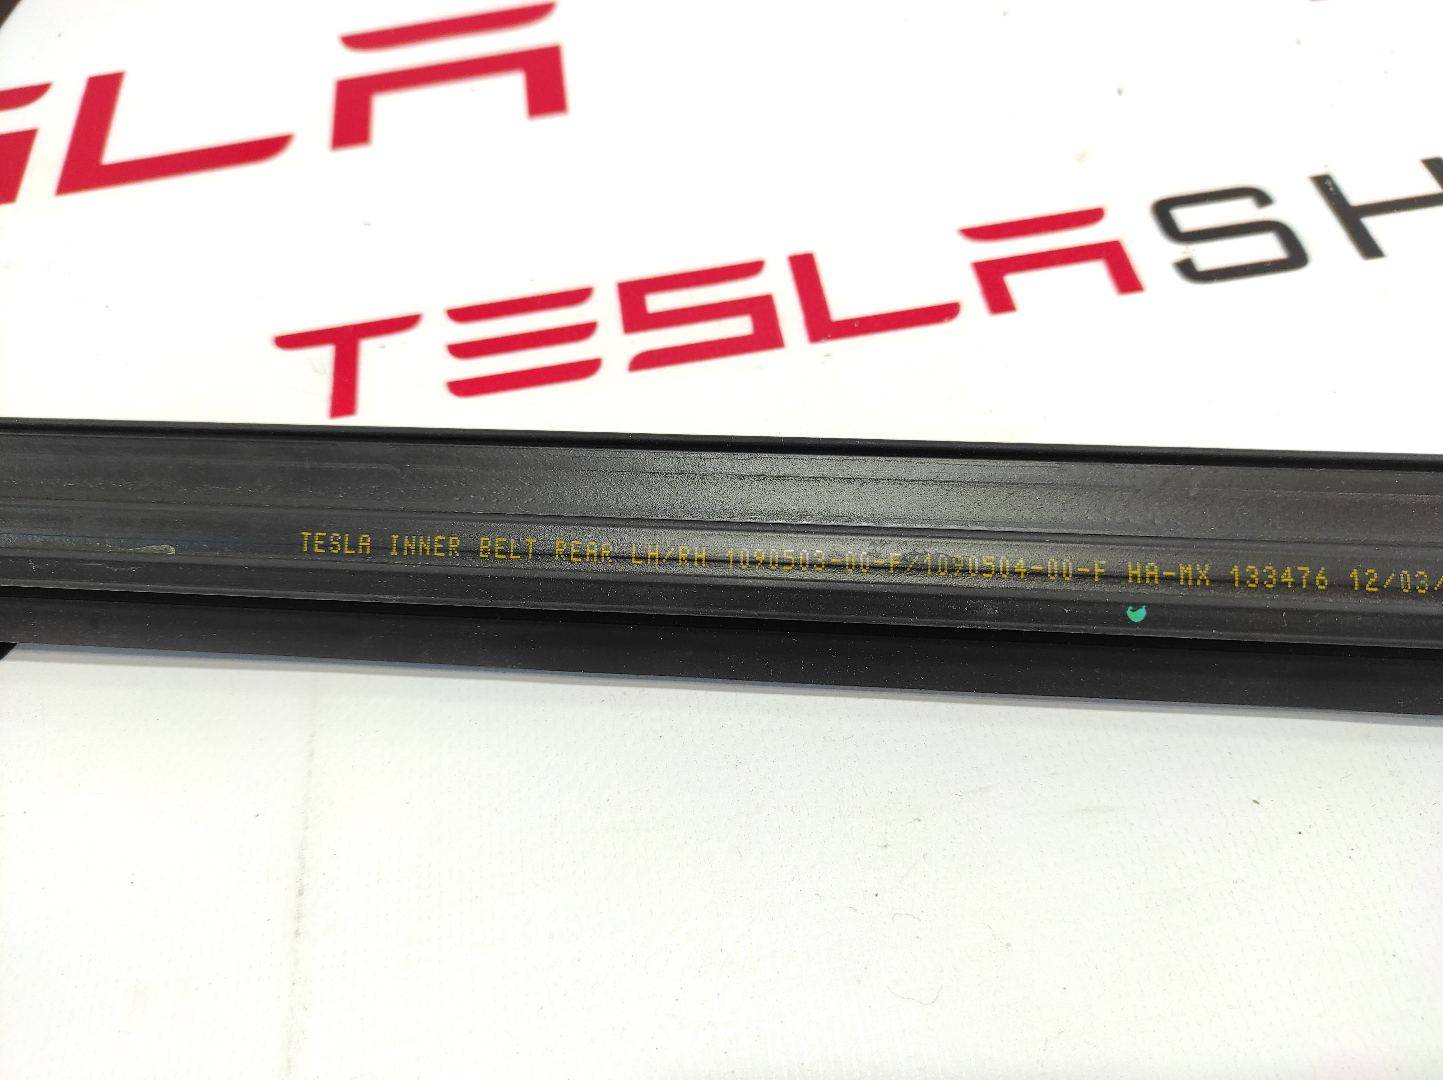 TESLA
TESLASH
TESLA INNER BELT REAR LH/RH 1090503-00-F/1090504-00-F HA-MX 133476 12/03/